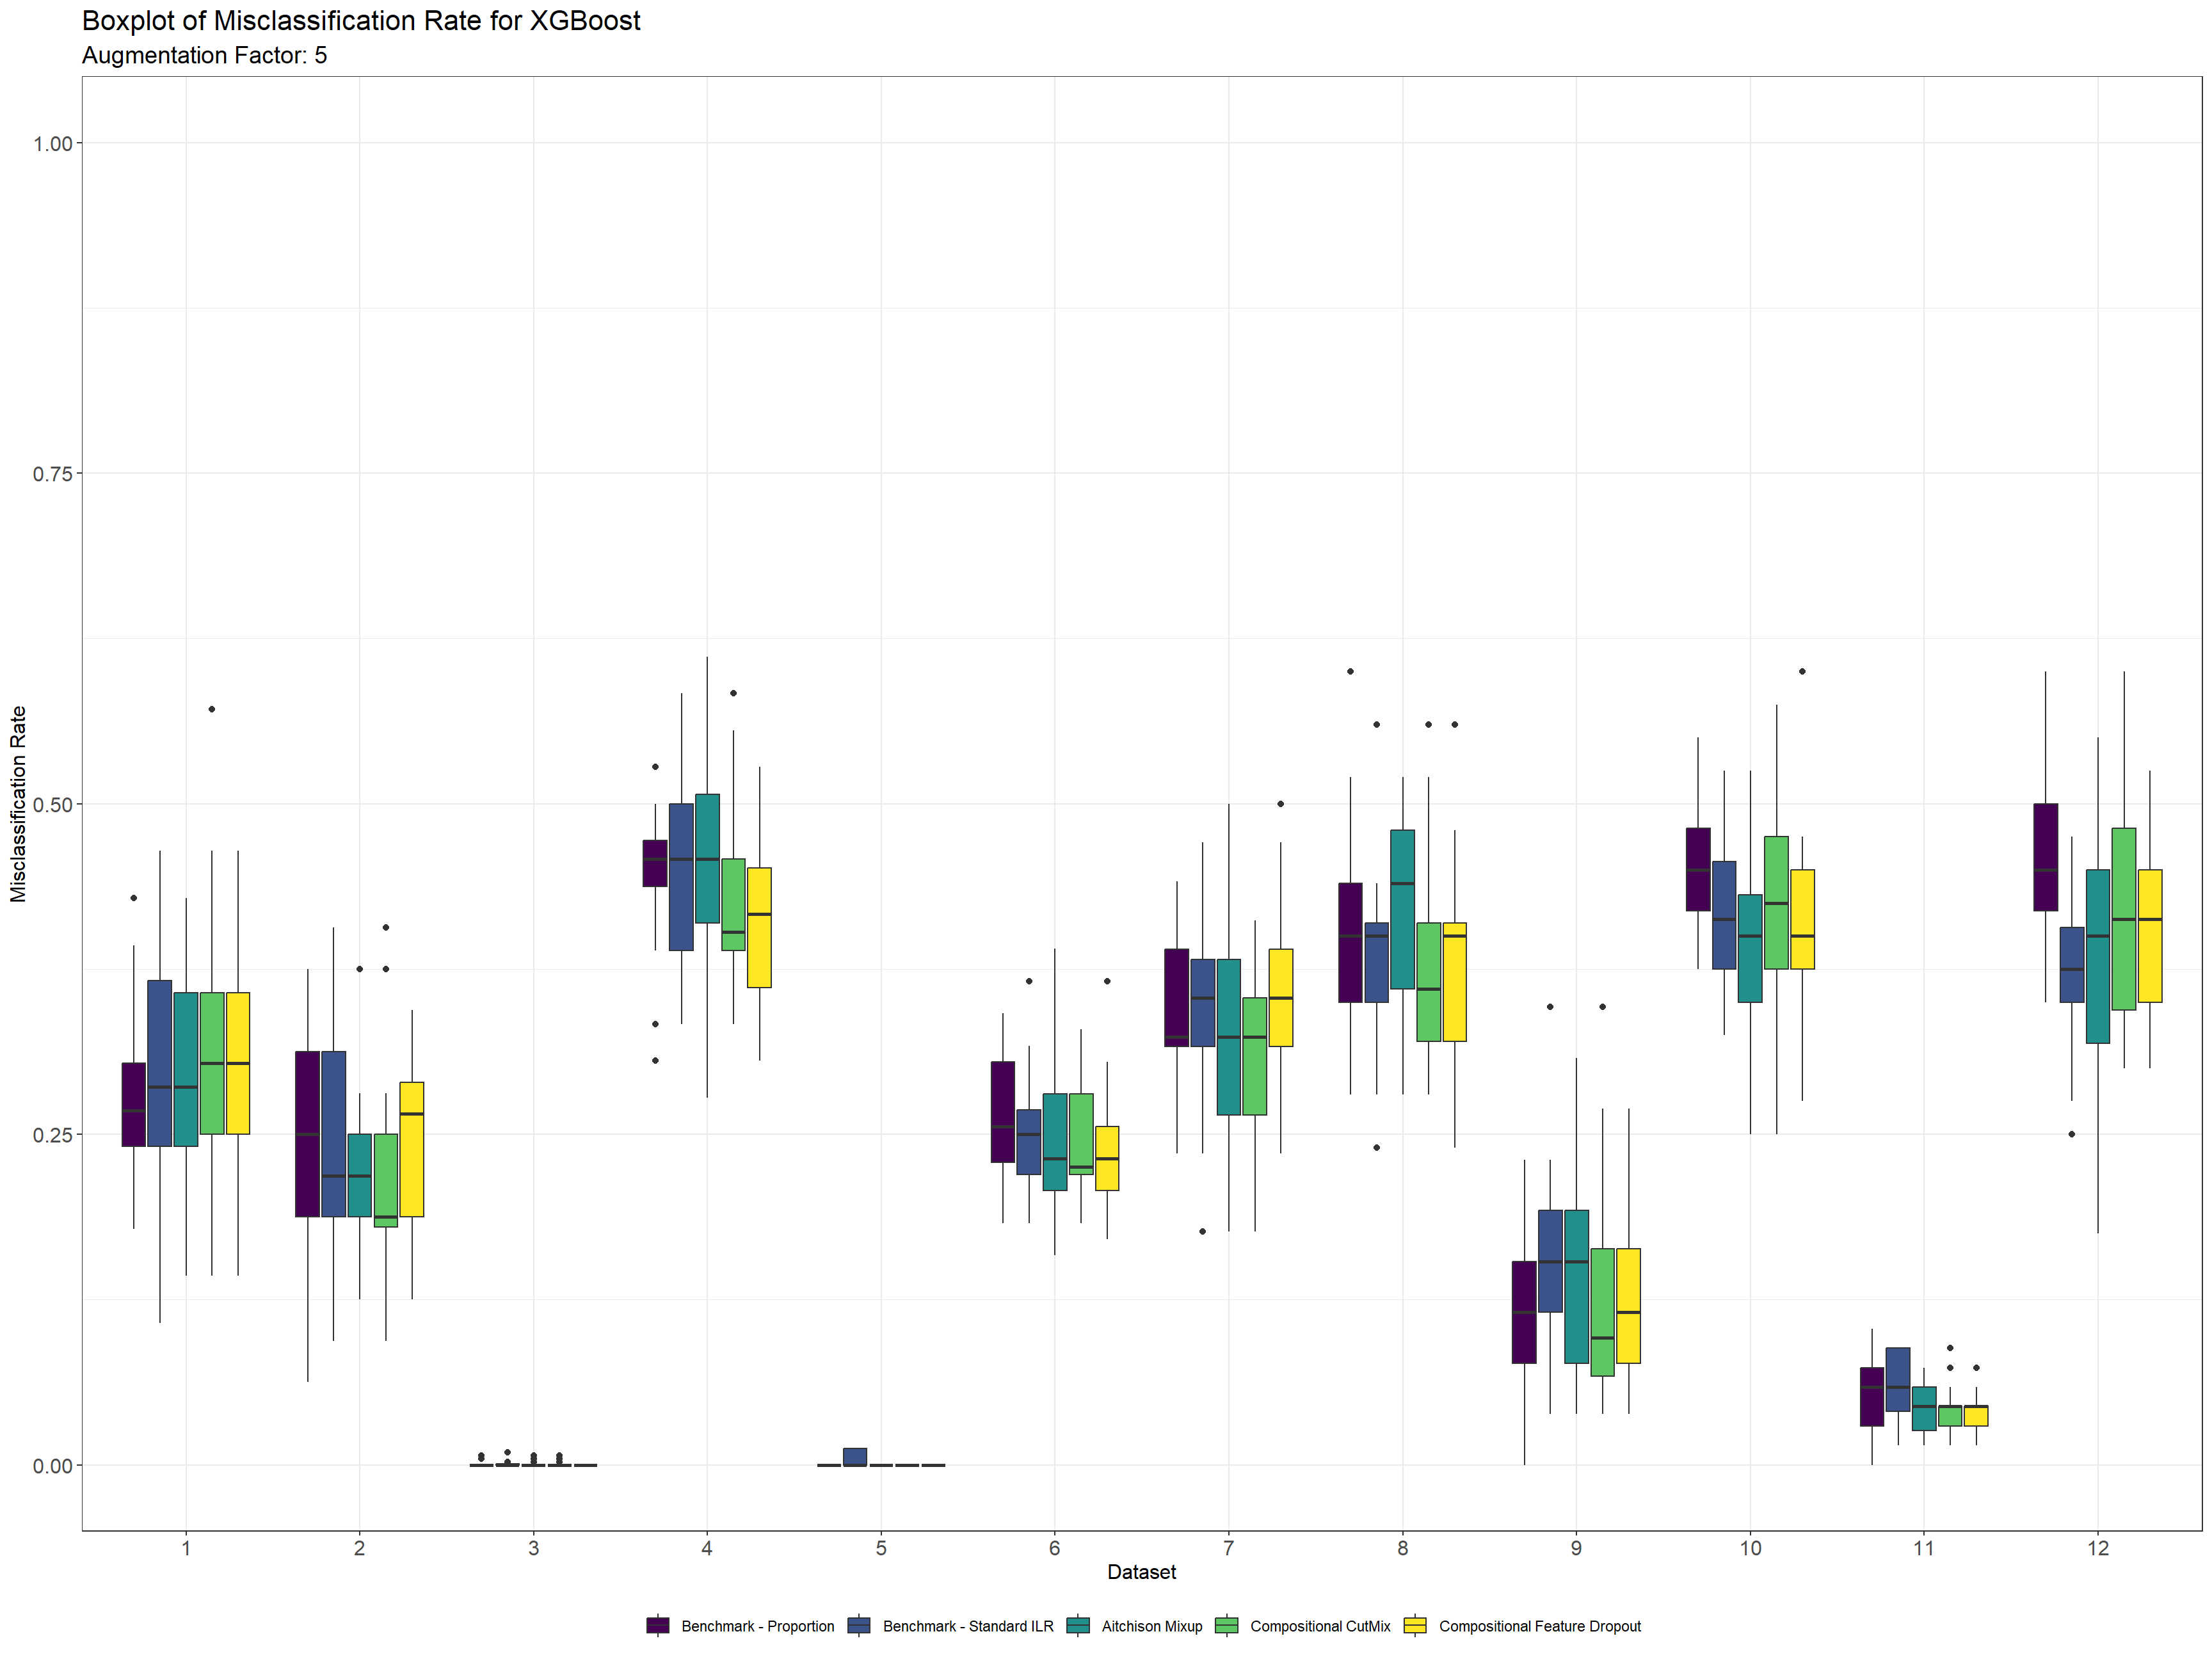 Boxplot of Misclassification Rate for XGBoost
Augmentation Factor: 5
1.00
0.75
0.50
0.25
0.00
Misclassification Rate
1 2 3 4 5 6 7 8 9 10 11 12
Dataset
Benchmark - Proportion Benchmark - Standard ILR Aitchison Mixup Compositional CutMix Compositional Feature Dropout